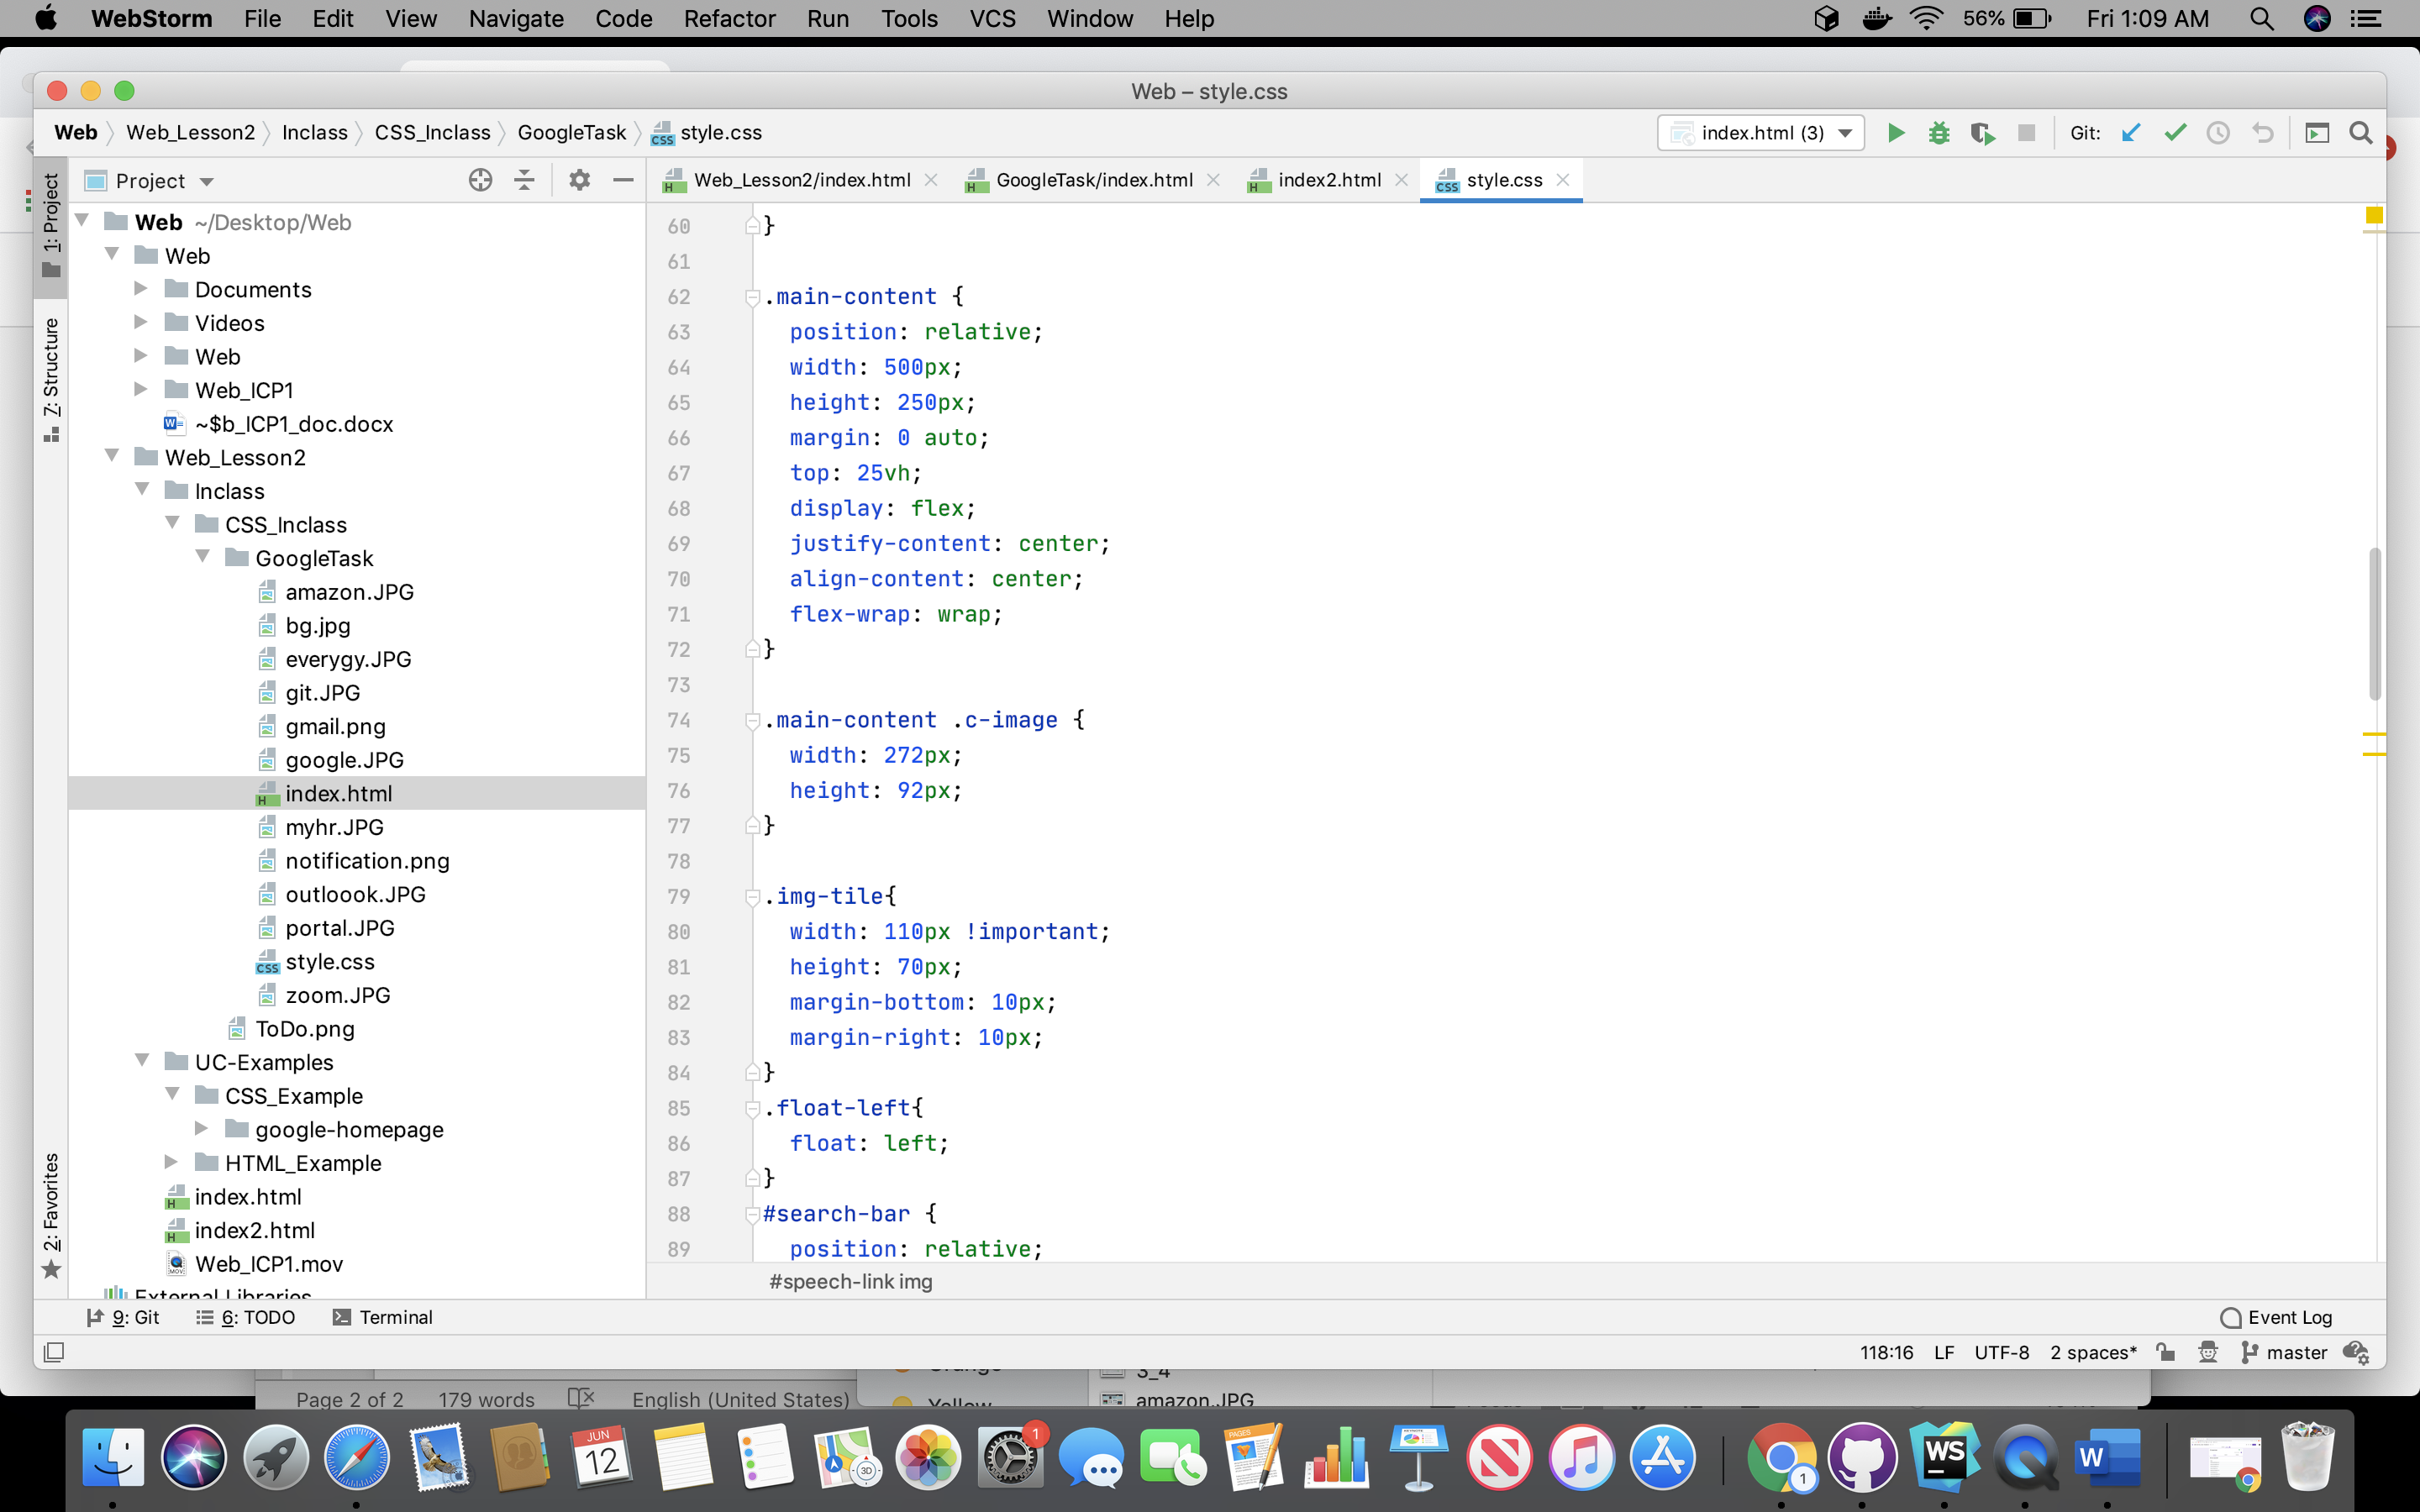 WebStorm File Edit View Navigate Code Refactor Run Tools VCS Window Help 56% Fri 1:09 AM
Web – style.css
Web Web_Lesson2 Inclass CSS_Inclass GoogleTask style.css index.html (3) Git:
1: Project
7: Structure
2: Favorites
Project
Web ~/Desktop/Web
Web
Documents
Videos
Web
Web_ICP1
~$b_ICP1_doc.docx
Web_Lesson2
Inclass
CSS_Inclass
GoogleTask
amazon.JPG
bg.jpg
everygy.JPG
git.JPG
gmail.png
google.JPG
index.html
myhr.JPG
notification.png
outloook.JPG
portal.JPG
style.css
zoom.JPG
ToDo.png
UC-Examples
CSS_Example
google-homepage
HTML_Example
index.html
index2.html
Web_ICP1.mov
External Libraries
Web_Lesson2/index.html GoogleTask/index.html index2.html style.css
60 }
61
62 .main-content {
63 position: relative;
64 width: 500px;
65 height: 250px;
66 margin: 0 auto;
67 top: 25vh;
68 display: flex;
69 justify-content: center;
70 align-content: center;
71 flex-wrap: wrap;
72 }
73
74 .main-content .c-image {
75 width: 272px;
76 height: 92px;
77 }
78
79 .img-tile{
80 width: 110px !important;
81 height: 70px;
82 margin-bottom: 10px;
83 margin-right: 10px;
84 }
85 .float-left{
86 float: left;
87 }
88 #search-bar {
89 position: relative;
#speech-link img
9: Git 6: TODO Terminal Event Log
118:16 LF UTF-8 2 spaces* master
3_4
Page 2 of 2 179 words English (United States) Yellow amazon.JPG
JUN
12
3D
1
PAGES
1
WS
W